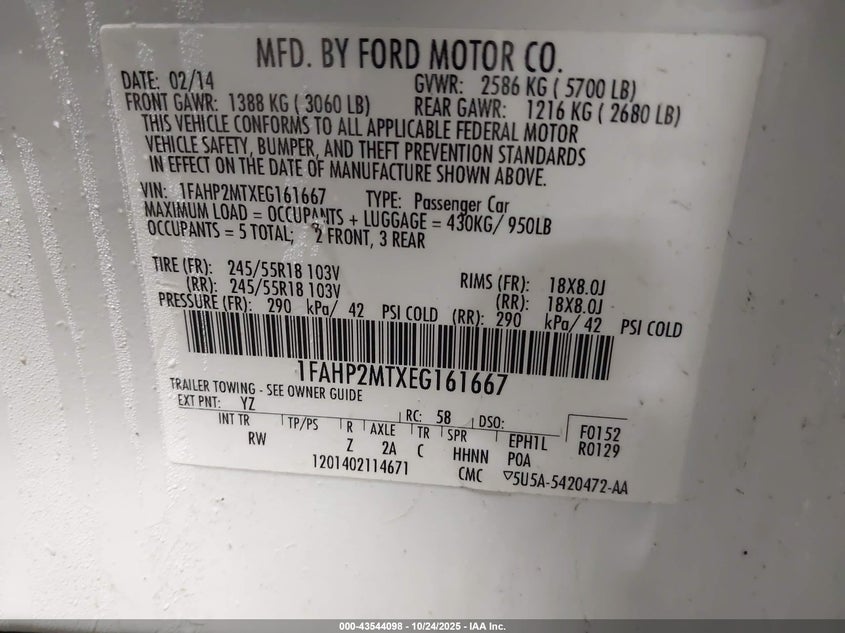 MFD. BY FORD MOTOR CO.
DATE: 02/14 GVWR: 2586 KG ( 5700 LB)
FRONT GAWR: 1388 KG ( 3060 LB) REAR GAWR: 1216 KG ( 2680 LB)
THIS VEHICLE CONFORMS TO ALL APPLICABLE FEDERAL MOTOR
VEHICLE SAFETY, BUMPER, AND THEFT PREVENTION STANDARDS
IN EFFECT ON THE DATE OF MANUFACTURE SHOWN ABOVE.
VIN: 1FAHP2MTXEG161667 TYPE: Passenger Car
MAXIMUM LOAD = OCCUPANTS + LUGGAGE = 430KG/ 950LB
OCCUPANTS = 5 TOTAL; 2 FRONT, 3 REAR
TIRE (FR): 245/55R18 103V RIMS (FR): 18X8.0J
(RR): 245/55R18 103V (RR): 18X8.0J
PRESSURE (FR): 290 kPa/ 42 PSI COLD (RR): 290 kPa/ 42 PSI COLD
1FAHP2MTXEG161667
TRAILER TOWING - SEE OWNER GUIDE
EXT PNT: YZ RC: 58 DSO: F0152
INT TR TP/PS R AXLE TR SPR EPH1L R0129
RW Z 2A C HHNN POA
1201402114671 CMC ▽5U5A-5420472-AA
000-43544098 - 10/24/2025 - IAA Inc.